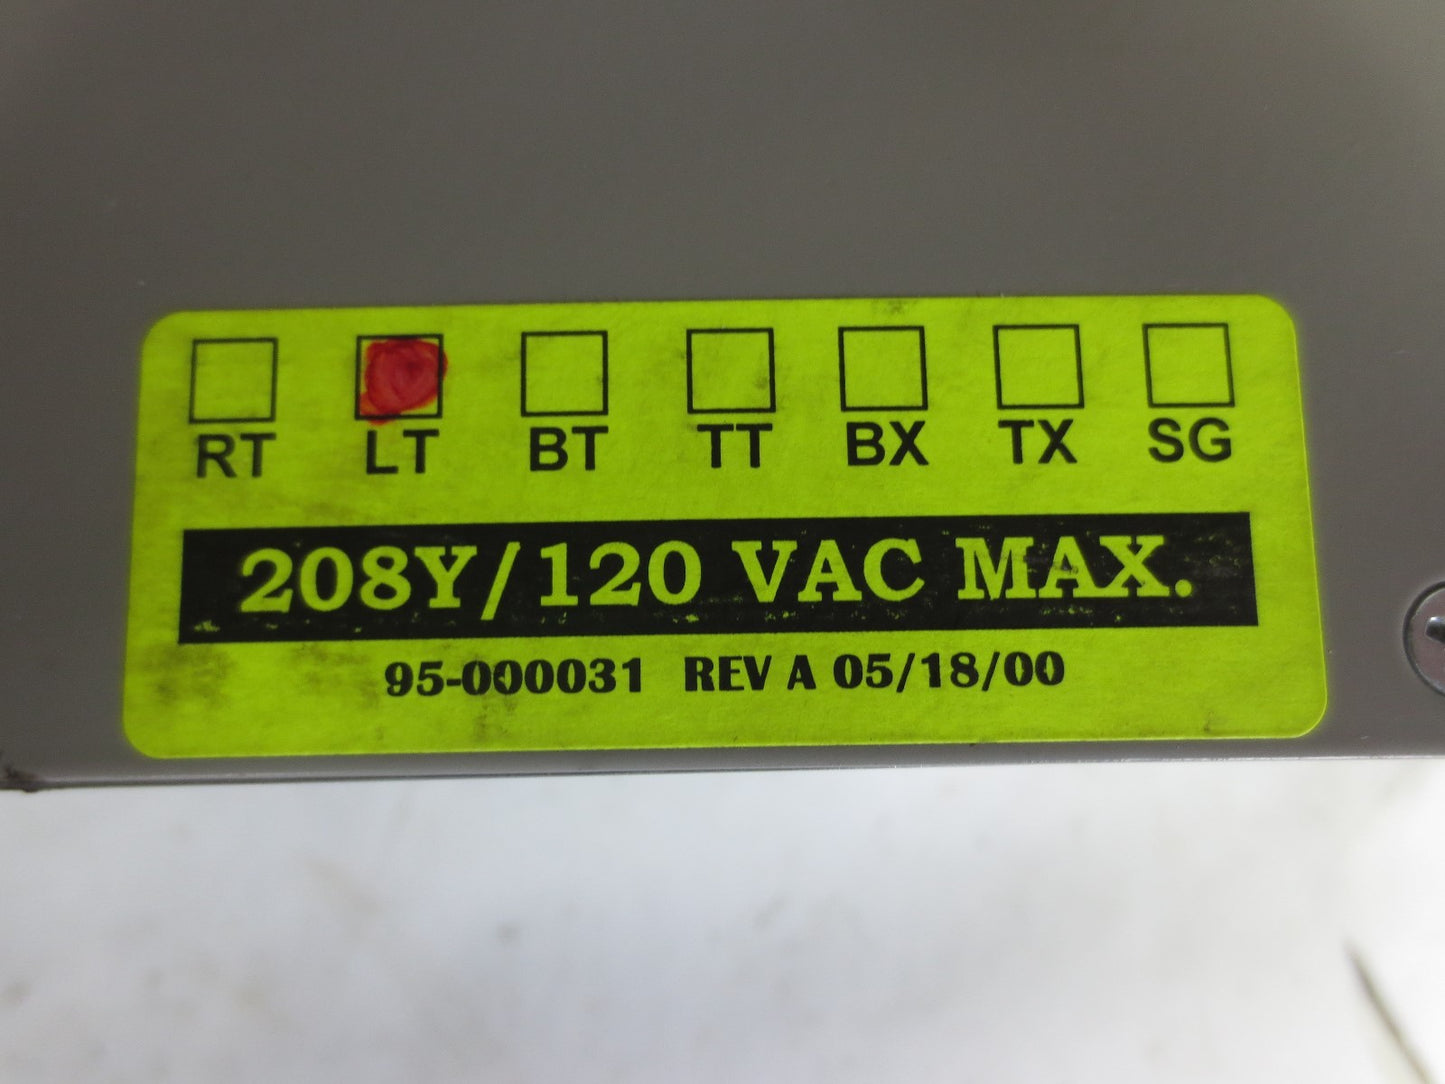 RT LT BT TT BX TX SG
208Y/120 VAC MAX.
95-000031 REV A 05/18/00